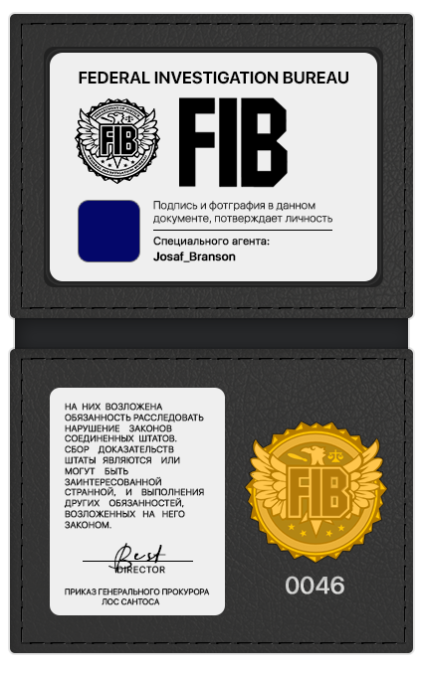 FEDERAL INVESTIGATION BUREAU
FIB
FIB
Подпись и фотграфия в данном
документе, потверждает личность
Специального агента:
Josaf_Branson
НА НИХ ВОЗЛОЖЕНА
ОБЯЗАННОСТЬ РАССЛЕДОВАТЬ
НАРУШЕНИЕ ЗАКОНОВ
СОЕДИНЕННЫХ ШТАТОВ.
СБОР ДОКАЗАТЕЛЬСТВ
ШТАТЫ ЯВЛЯЮТСЯ ИЛИ
МОГУТ БЫТЬ
ЗАИНТЕРЕСОВАННОЙ
СТРАННОЙ, И ВЫПОЛНЕНИЯ
ДРУГИХ ОБЯЗАННОСТЕЙ,
ВОЗЛОЖЕННЫХ НА НЕГО
ЗАКОНОМ.
Best
DIRECTOR
ПРИКАЗ ГЕНЕРАЛЬНОГО ПРОКУРОРА
ЛОС САНТОСА
FIB
0046